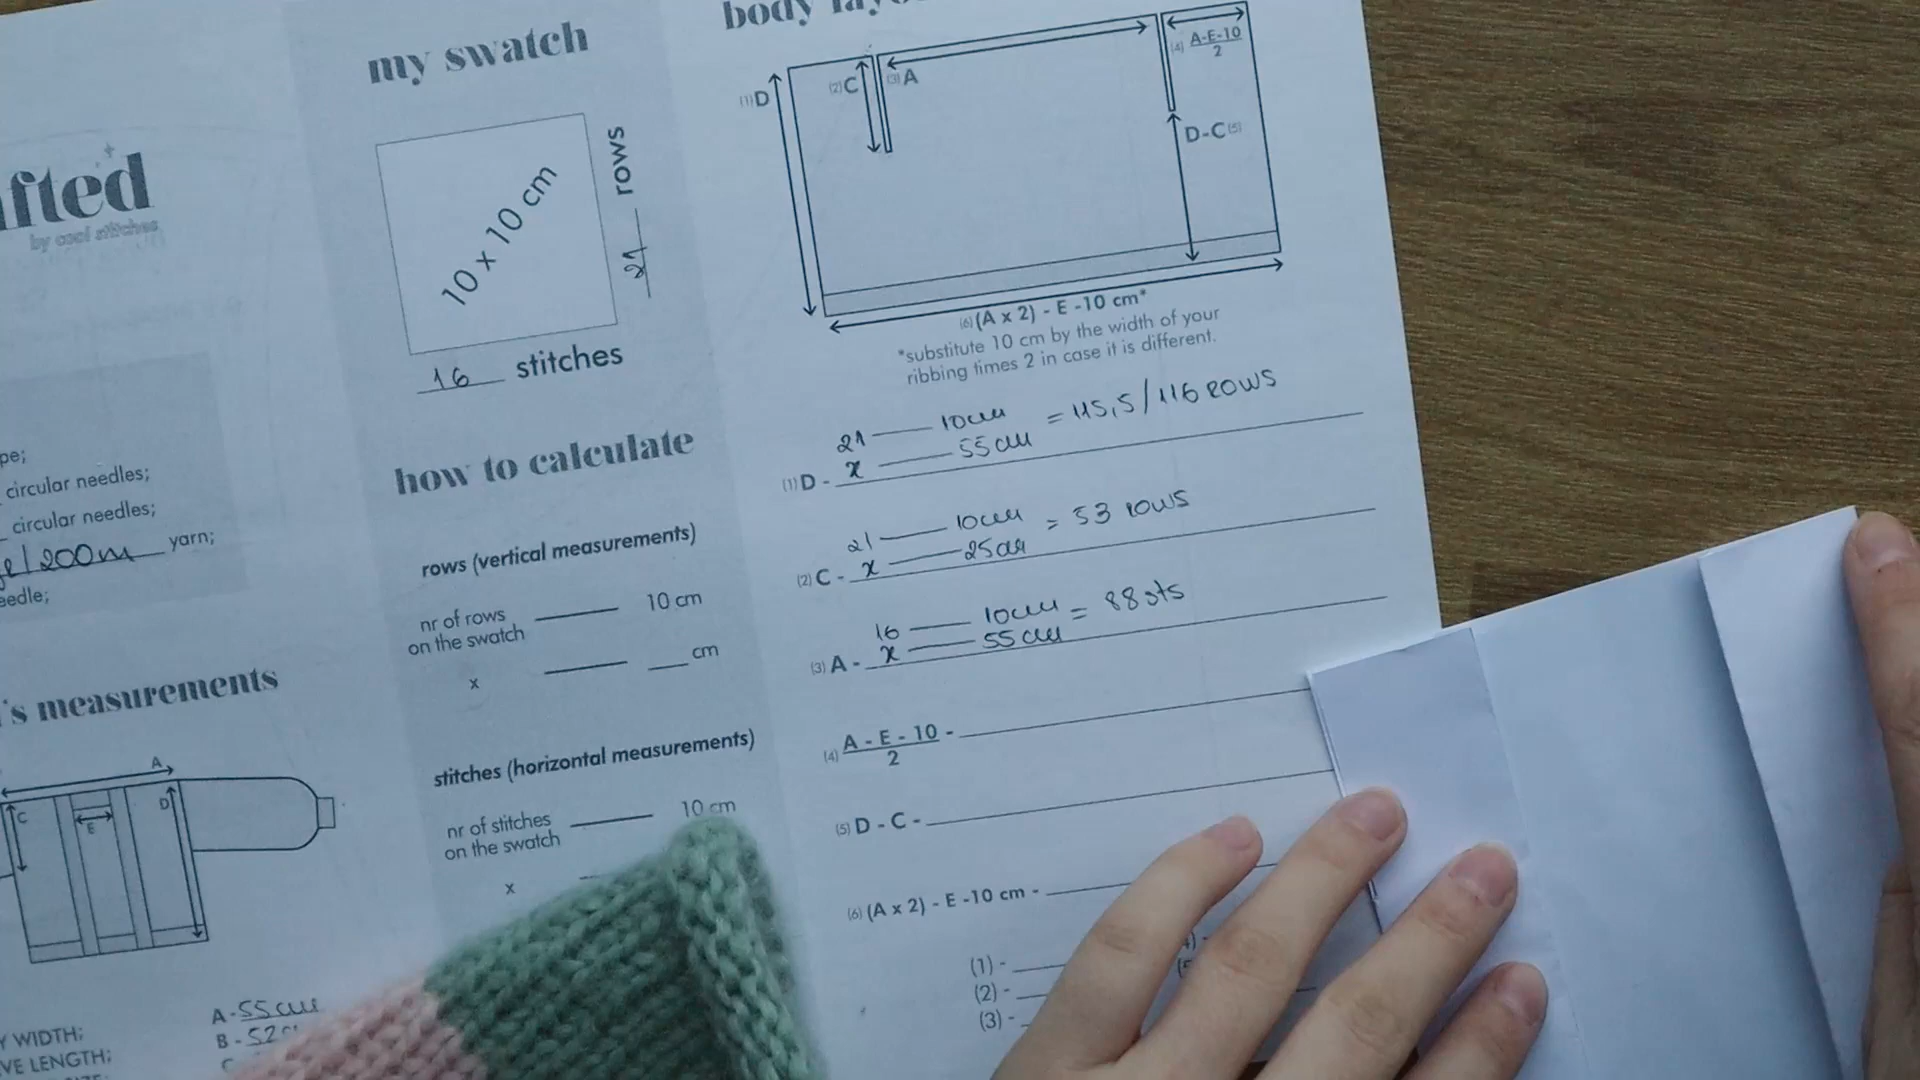 my swatch
10 x 10 cm
21 rows
16 stitches
fted
by cool stitches
pe;
circular needles;
circular needles;
200m yarn;
eedle;
's measurements
A
C
E
D
A - 55cm
B - 52
Y WIDTH;
VE LENGTH;
how to calculate
rows (vertical measurements)
nr of rows
on the swatch
10 cm
x
cm
stitches (horizontal measurements)
nr of stitches
on the swatch
10 cm
x
body
(1) D
(2) C
(3) A
(4) A-E-10
2
D-C (5)
(6) (A x 2) - E -10 cm*
*substitute 10 cm by the width of your
ribbing times 2 in case it is different.
21 — 10cm = 115,5/116 rows
(1) D - x — 55cm
21 — 10cm = 53 rows
(2) C - x — 25cm
16 — 10cm = 88sts
(3) A - x — 55cm
(4) A - E - 10 -
2
(5) D - C -
(6) (A x 2) - E -10 cm -
(1) -
(2) -
(3) -